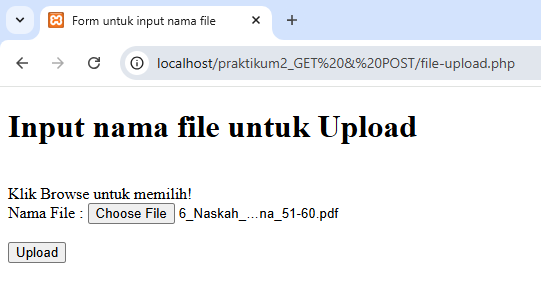 Form untuk input nama file
localhost/praktikum2_GET%20&%20POST/file-upload.php
Input nama file untuk Upload
Klik Browse untuk memilih!
Nama File : Choose File 6_Naskah_...na_51-60.pdf
Upload